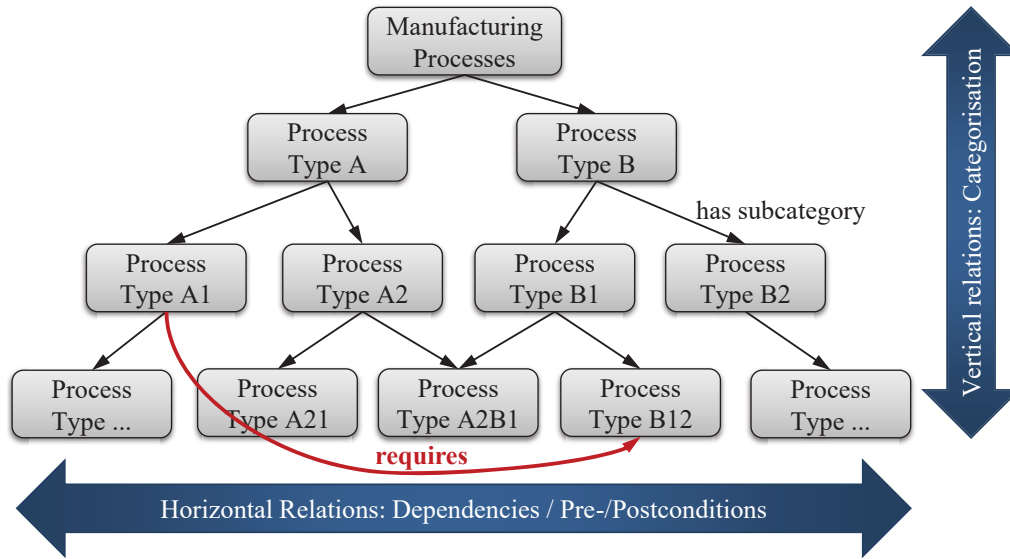 Manufacturing
Processes
Process
Type A
Process
Type B
has subcategory
Process
Type A1
Process
Type A2
Process
Type B1
Process
Type B2
Process
Type ...
Process
Type A21
Process
Type A2B1
Process
Type B12
Process
Type ...
requires
Horizontal Relations: Dependencies / Pre-/Postconditions
Vertical relations: Categorisation